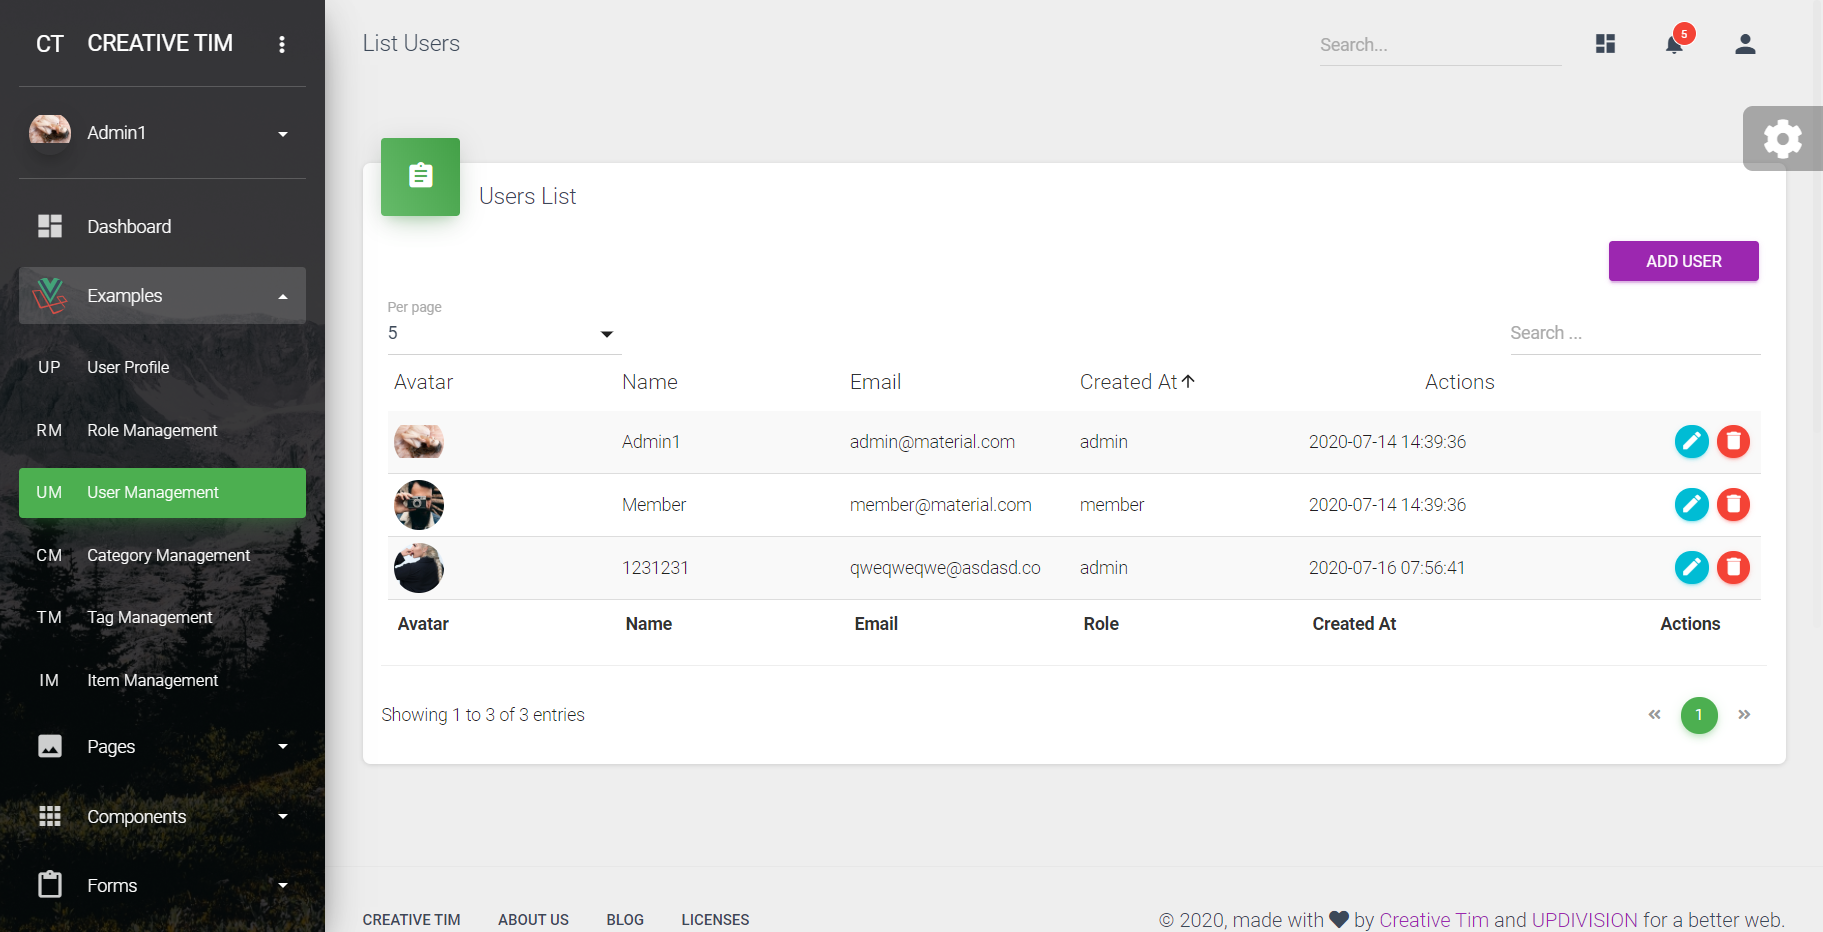 CT CREATIVE TIM
Admin1
Dashboard
Examples
UP User Profile
RM Role Management
UM User Management
CM Category Management
TM Tag Management
IM Item Management
Pages
Components
Forms
List Users
Search...
5
Users List
ADD USER
Per page
5
Search ...
Avatar Name Email Created At Actions
Admin1 admin@material.com admin 2020-07-14 14:39:36
Member member@material.com member 2020-07-14 14:39:36
1231231 qweqweqwe@asdasd.co admin 2020-07-16 07:56:41
Avatar Name Email Role Created At Actions
Showing 1 to 3 of 3 entries
« 1 »
CREATIVE TIM ABOUT US BLOG LICENSES
© 2020, made with by Creative Tim and UPDIVISION for a better web.